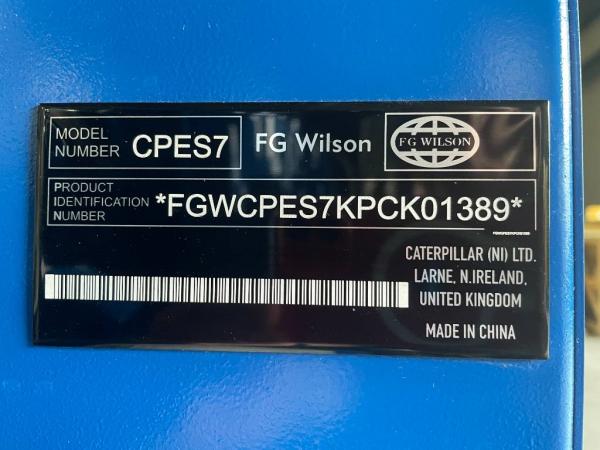 MODEL
NUMBER
CPES7
FG Wilson
FG WILSON
PRODUCT
IDENTIFICATION
NUMBER
*FGWCPES7KPCK01389*
FGWCPES7KPCK01389
CATERPILLAR (NI) LTD.
LARNE, N.IRELAND,
UNITED KINGDOM
MADE IN CHINA